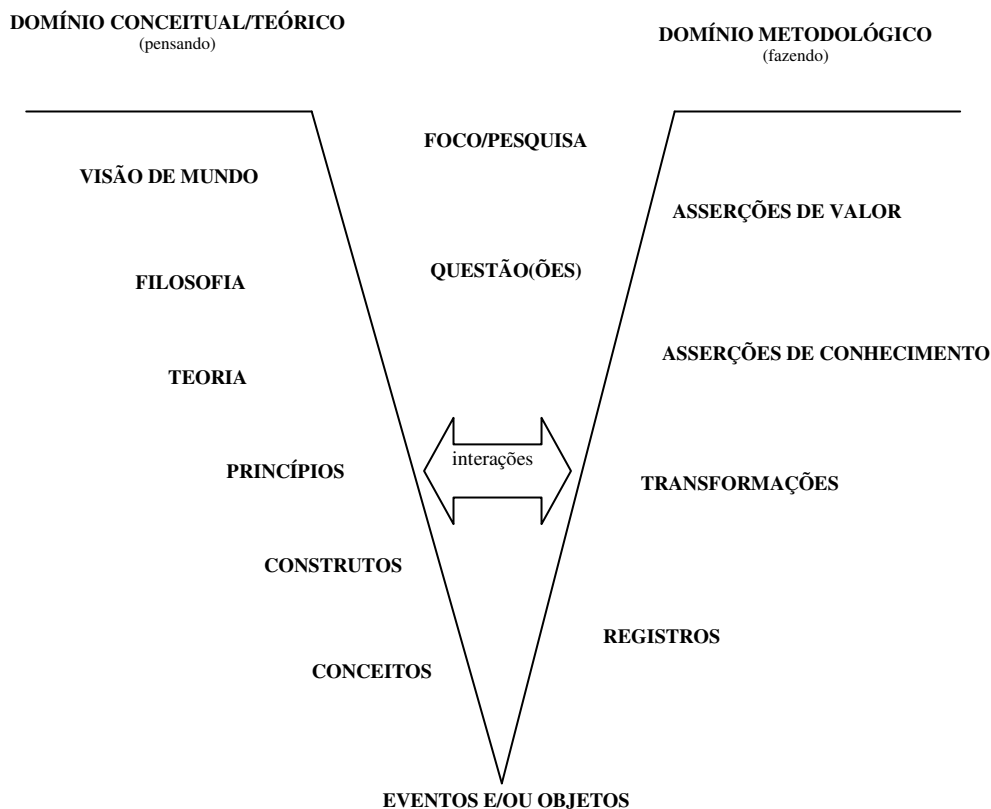 DOMÍNIO CONCEITUAL/TEÓRICO
(pensando)
DOMÍNIO METODOLÓGICO
(fazendo)
FOCO/PESQUISA
VISÃO DE MUNDO
ASSERÇÕES DE VALOR
QUESTÃO(ÕES)
FILOSOFIA
ASSERÇÕES DE CONHECIMENTO
TEORIA
interações
PRINCÍPIOS
TRANSFORMAÇÕES
CONSTRUTOS
REGISTROS
CONCEITOS
EVENTOS E/OU OBJETOS